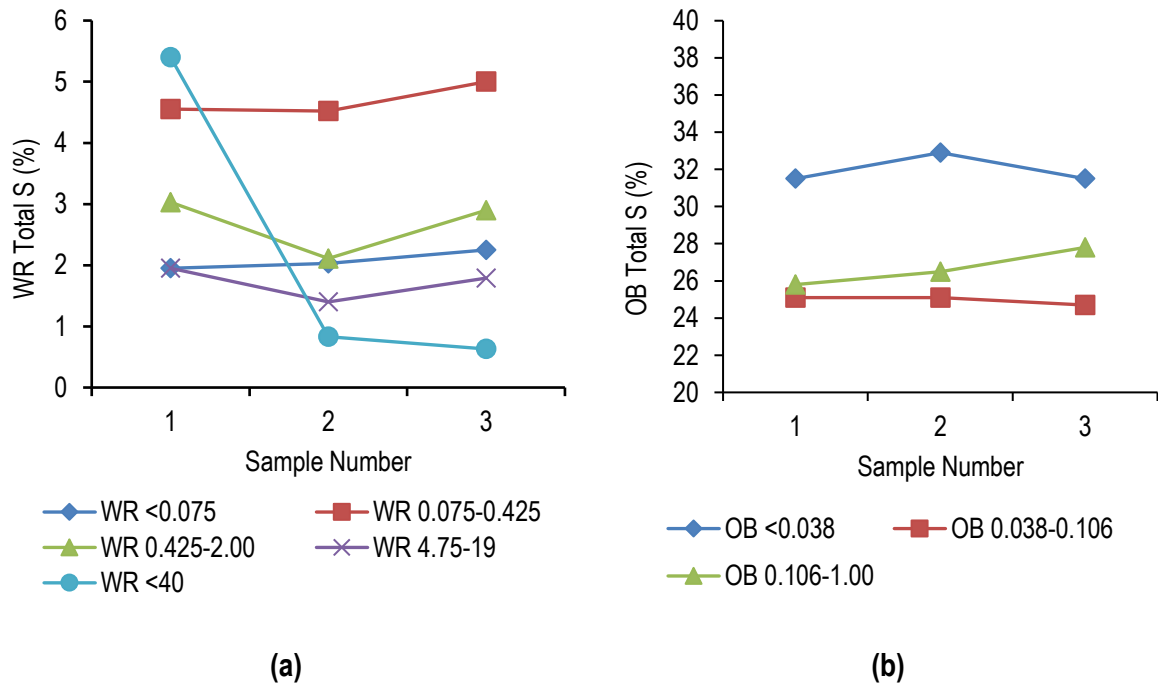 6
5
4
3
2
1
0
WR Total S (%)
1 2 3
Sample Number
WR <0.075 WR 0.075-0.425
WR 0.425-2.00 WR 4.75-19
WR <40
(a)
40
38
36
34
32
30
28
26
24
22
20
OB Total S (%)
1 2 3
Sample Number
OB <0.038 OB 0.038-0.106
OB 0.106-1.00
(b)